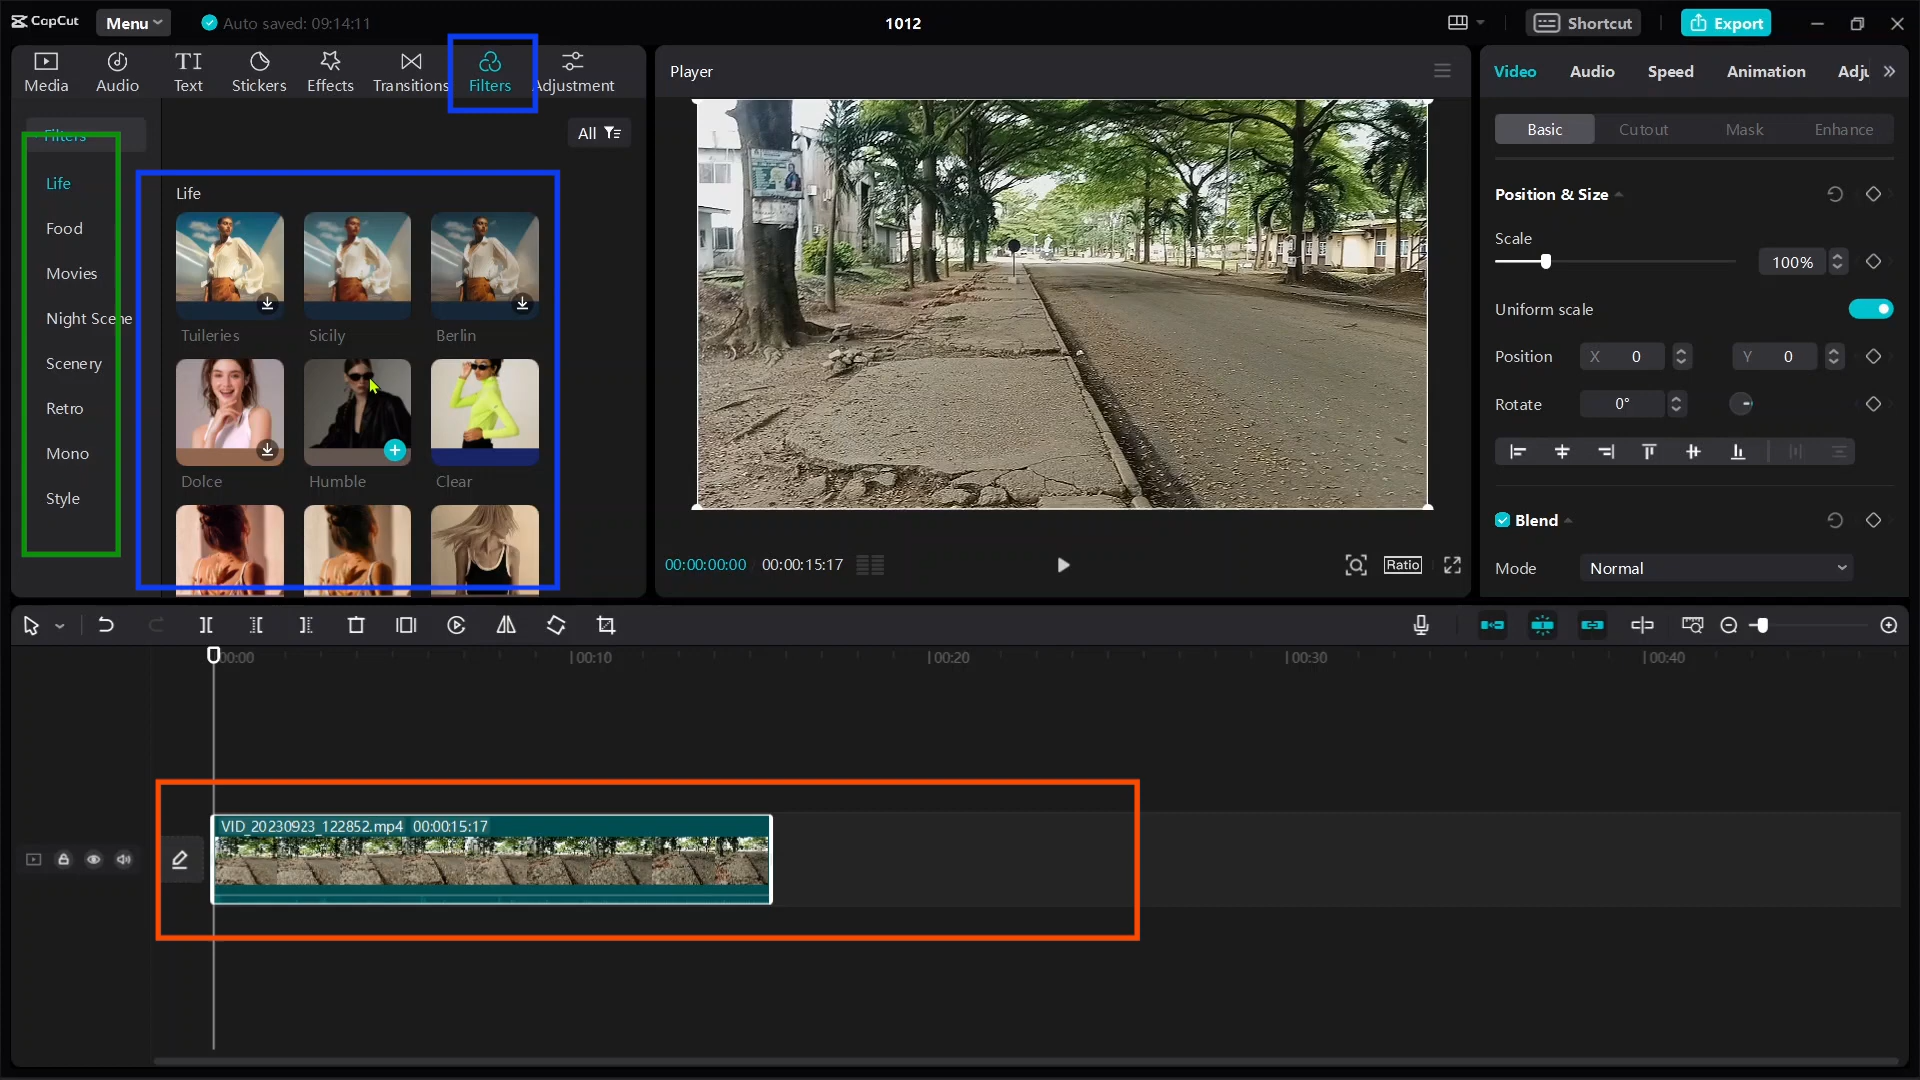 CapCut
Menu
Auto saved: 09:14:11
1012
Shortcut
Export
Media
Audio
Text
Stickers
Effects
Transitions
Filters
Adjustment
Filters
Life
Food
Movies
Night Scene
Scenery
Retro
Mono
Style
All
Life
Tuileries
Sicily
Berlin
Dolce
Humble
Clear
Player
00:00:00:00
00:00:15:17
Ratio
Video
Audio
Speed
Animation
Adju
Basic
Cutout
Mask
Enhance
Position & Size
Scale
100%
Uniform scale
Position
X 0
Y 0
Rotate
0°
Blend
Mode
Normal
00:00
00:10
00:20
00:30
00:40
VID_20230923_122852.mp4 00:00:15:17